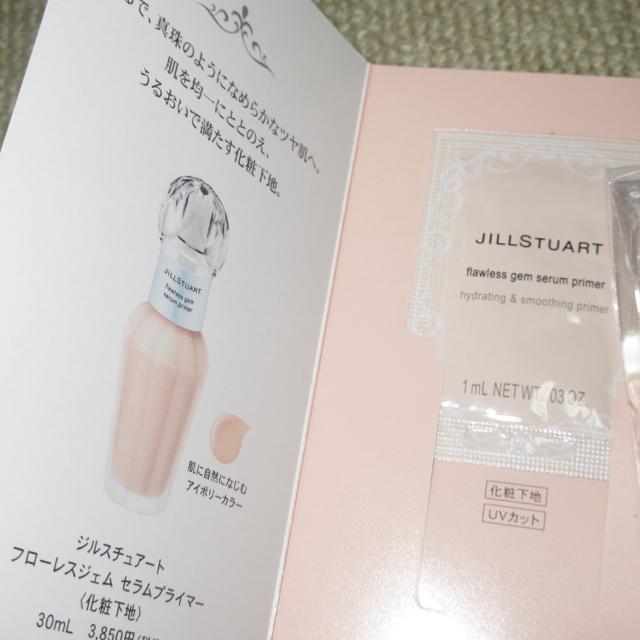 で、真珠のようになめらかなツヤ肌へ。
肌を均一にととのえ、
うるおいで満たす化粧下地。
JILLSTUART
flawless gem
serum primer
肌に自然になじむ
アイボリーカラー
ジルスチュアート
フローレスジェム セラムプライマー
〈化粧下地〉
30mL 3,850円
JILLSTUART
flawless gem serum primer
hydrating & smoothing primer
1 mL NET WT. .03 OZ.
化粧下地
UVカット